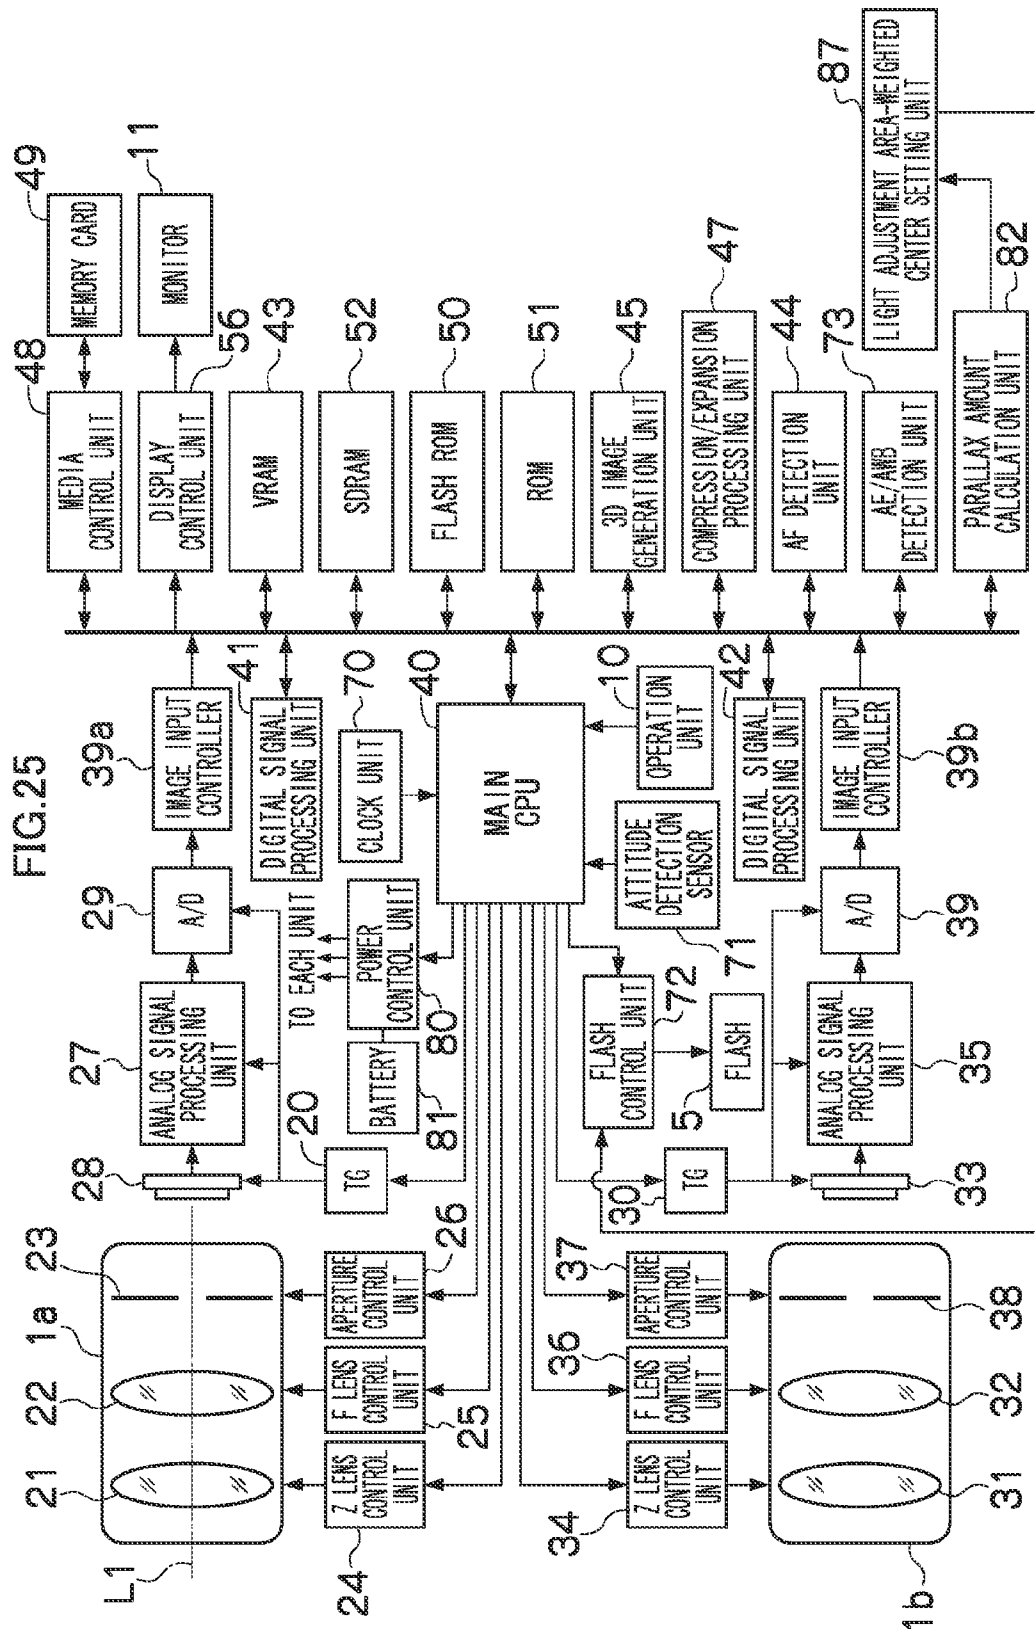 FIG.25
L1
21
22
1a
23
28
27
29
39a
ANALOG SIGNAL
PROCESSING
UNIT
A/D
IMAGE INPUT
CONTROLLER
41
DIGITAL SIGNAL
PROCESSING UNIT
24
Z LENS
CONTROL
UNIT
25
F LENS
CONTROL
UNIT
26
APERTURE
CONTROL
UNIT
20
TG
TO EACH UNIT
81
BATTERY
80
POWER
CONTROL UNIT
70
CLOCK UNIT
40
MAIN
CPU
71
ATTITUDE
DETECTION
SENSOR
10
OPERATION
UNIT
72
FLASH
CONTROL UNIT
5
FLASH
30
TG
34
Z LENS
CONTROL
UNIT
36
F LENS
CONTROL
UNIT
37
APERTURE
CONTROL
UNIT
42
DIGITAL SIGNAL
PROCESSING UNIT
ANALOG SIGNAL
PROCESSING
UNIT
A/D
IMAGE INPUT
CONTROLLER
1b
31
32
38
33
35
39
39b
48
MEDIA
CONTROL UNIT
49
MEMORY CARD
DISPLAY
CONTROL UNIT
56
11
MONITOR
VRAM
43
SDRAM
52
FLASH ROM
50
ROM
51
3D IMAGE
GENERATION UNIT
45
COMPRESSION/EXPANSION
PROCESSING UNIT
47
AF DETECTION
UNIT
44
AE/AWB
DETECTION UNIT
73
PARALLAX AMOUNT
CALCULATION UNIT
82
LIGHT ADJUSTMENT AREA-WEIGHTED
CENTER SETTING UNIT
87